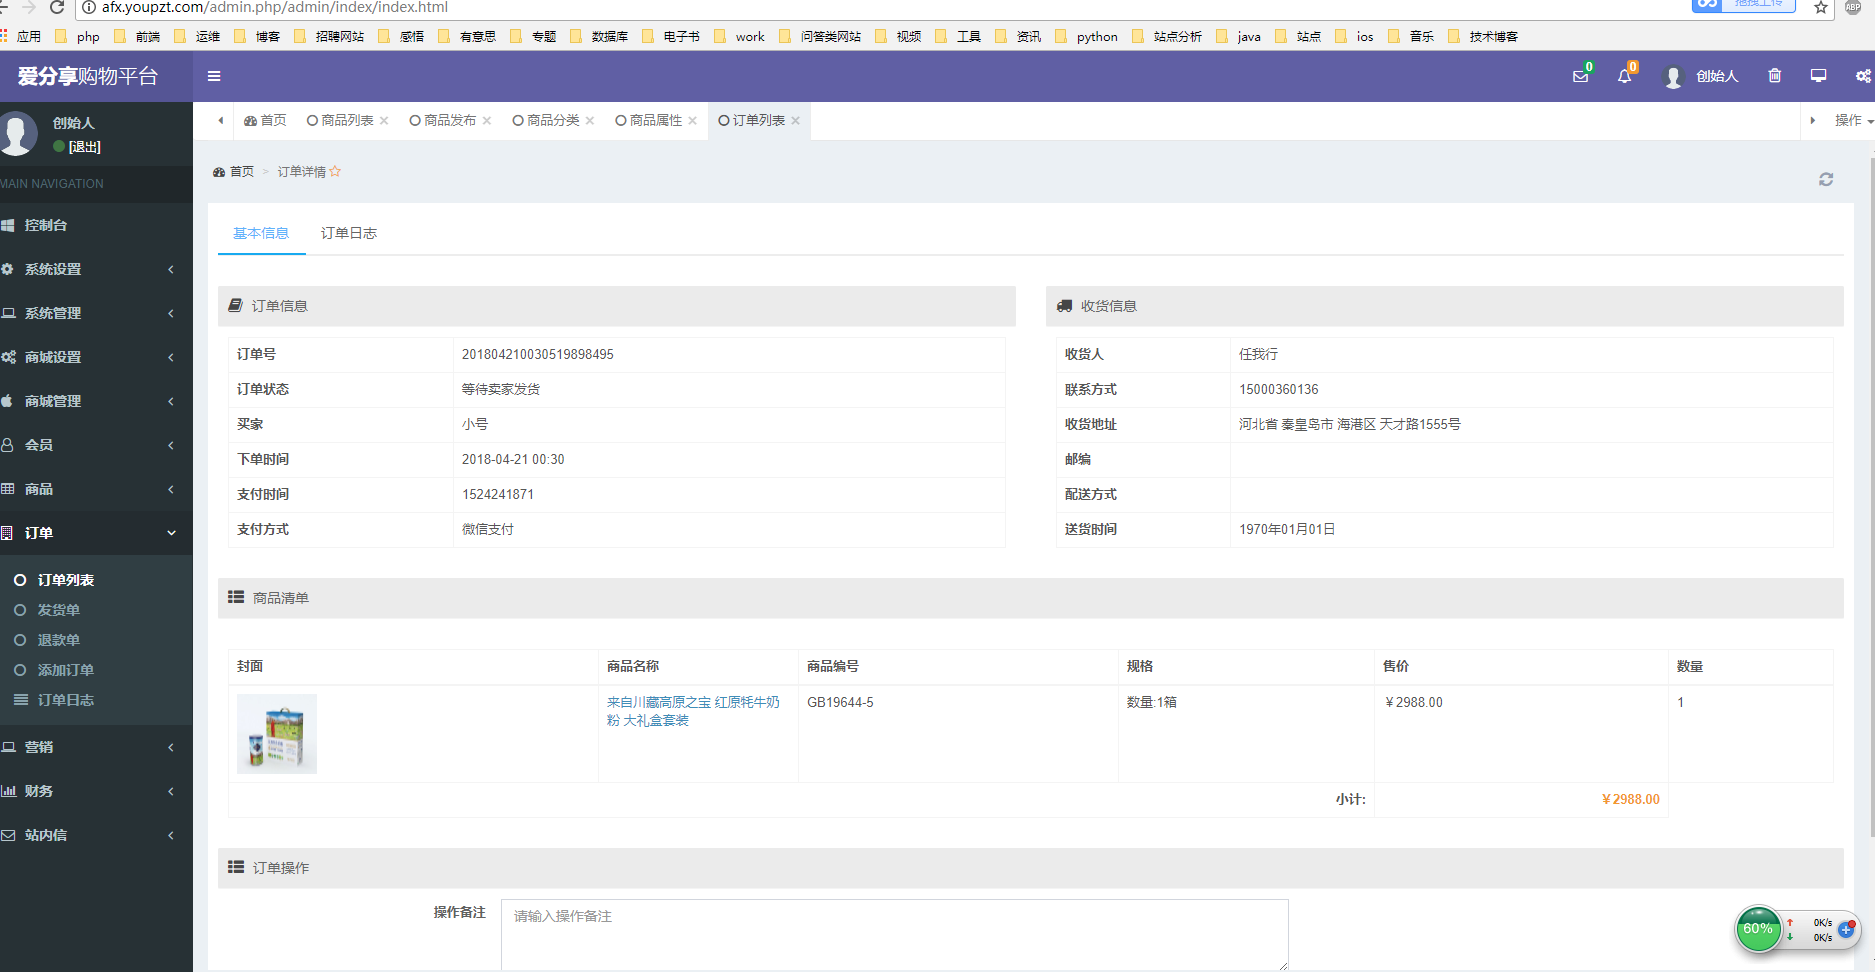 afx.youpzt.com/admin.php/admin/index/index.html
拖拽上传
ABP
应用 php 前端 运维 博客 招聘网站 感悟 有意思 专题 数据库 电子书 work 问答类网站 视频 工具 资讯 python 站点分析 java 站点 ios 音乐 技术博客
爱分享购物平台
0 0 创始人
创始人
[退出]
MAIN NAVIGATION
控制台
系统设置
系统管理
商城设置
商城管理
会员
商品
订单
订单列表
发货单
退款单
添加订单
订单日志
营销
财务
站内信
首页 商品列表 商品发布 商品分类 商品属性 订单列表 操作
首页 > 订单详情
基本信息 订单日志
订单信息
订单号 201804210030519898495
订单状态 等待卖家发货
买家 小号
下单时间 2018-04-21 00:30
支付时间 1524241871
支付方式 微信支付
收货信息
收货人 任我行
联系方式 15000360136
收货地址 河北省 秦皇岛市 海港区 天才路1555号
邮编
配送方式
送货时间 1970年01月01日
商品清单
封面 商品名称 商品编号 规格 售价 数量
来自川藏高原之宝 红原牦牛奶
粉 大礼盒套装
GB19644-5 数量:1箱 ￥2988.00 1
小计: ￥2988.00
订单操作
操作备注 请输入操作备注
60%
0K/s
0K/s